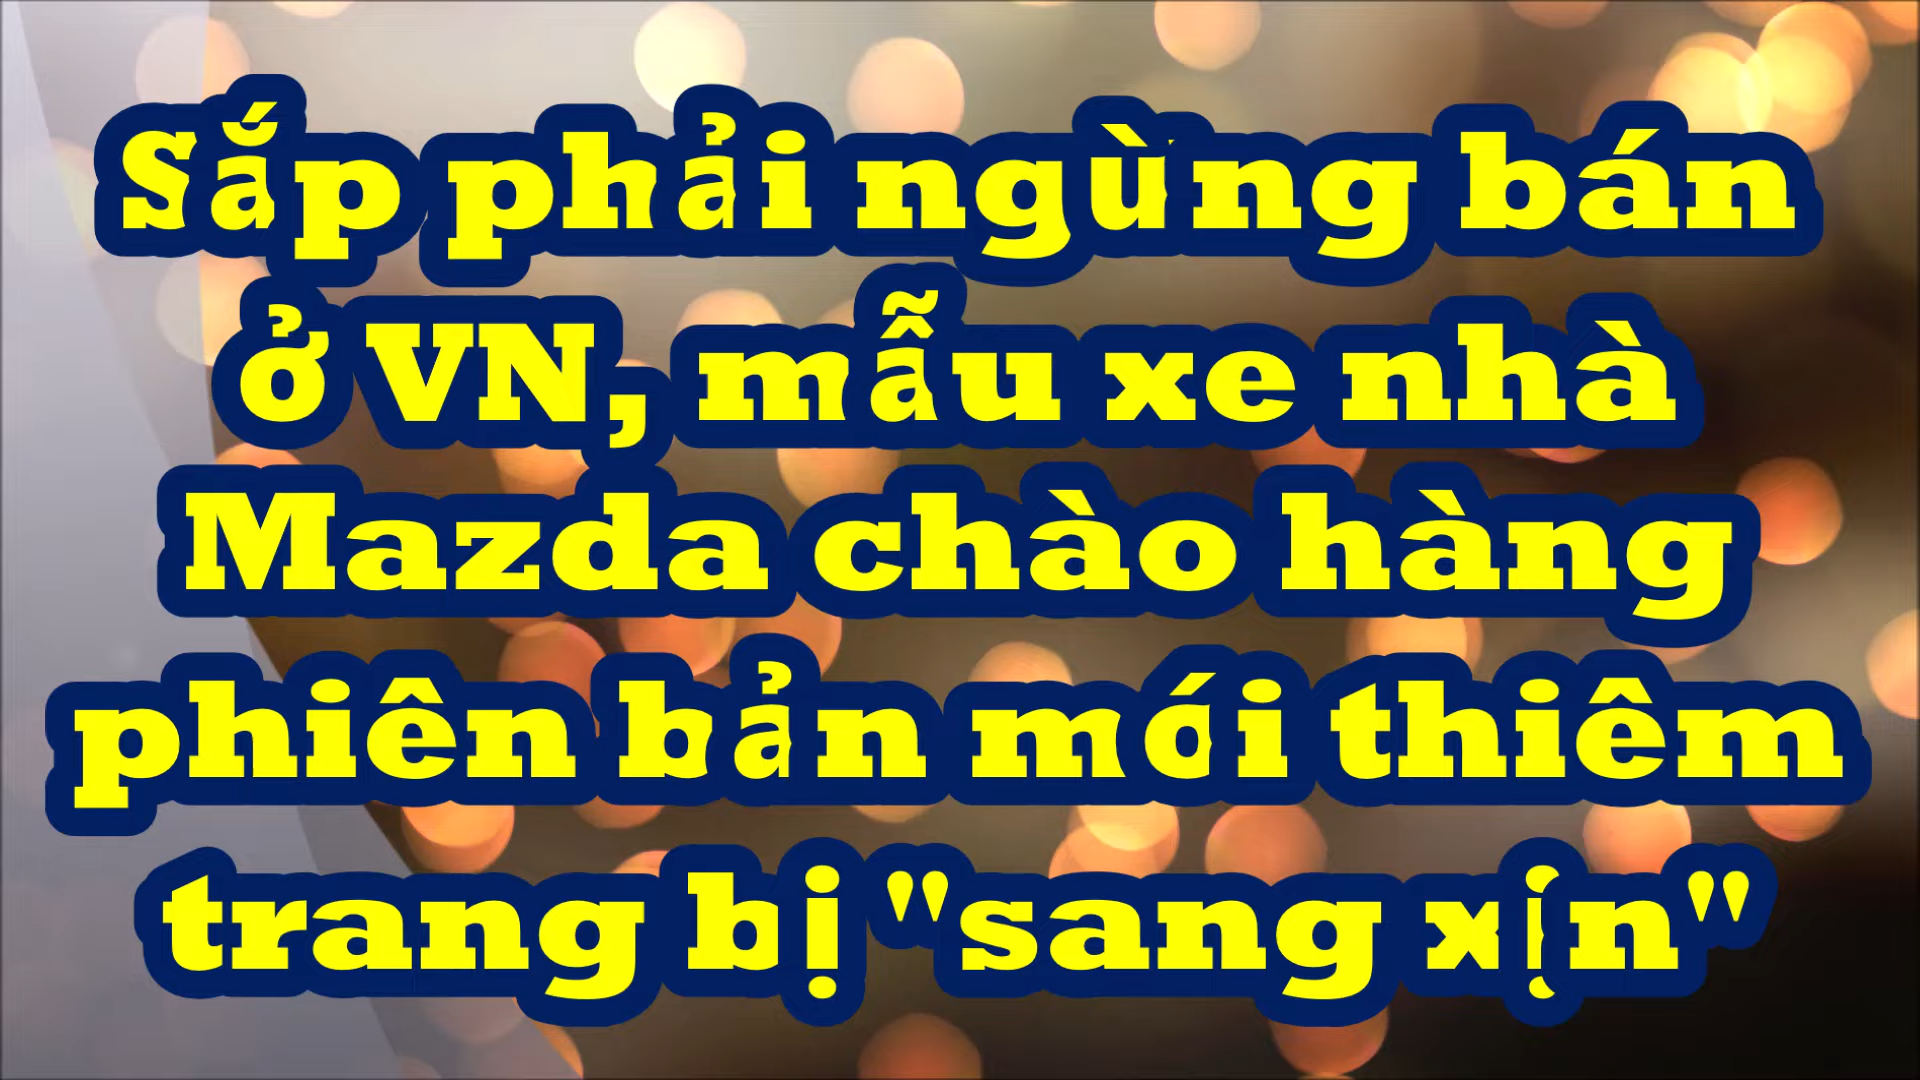 Sắp phải ngừng bán
ở VN, mẫu xe nhà
Mazda chào hàng
phiên bản mới thiêm
trang bị "sang xịn"